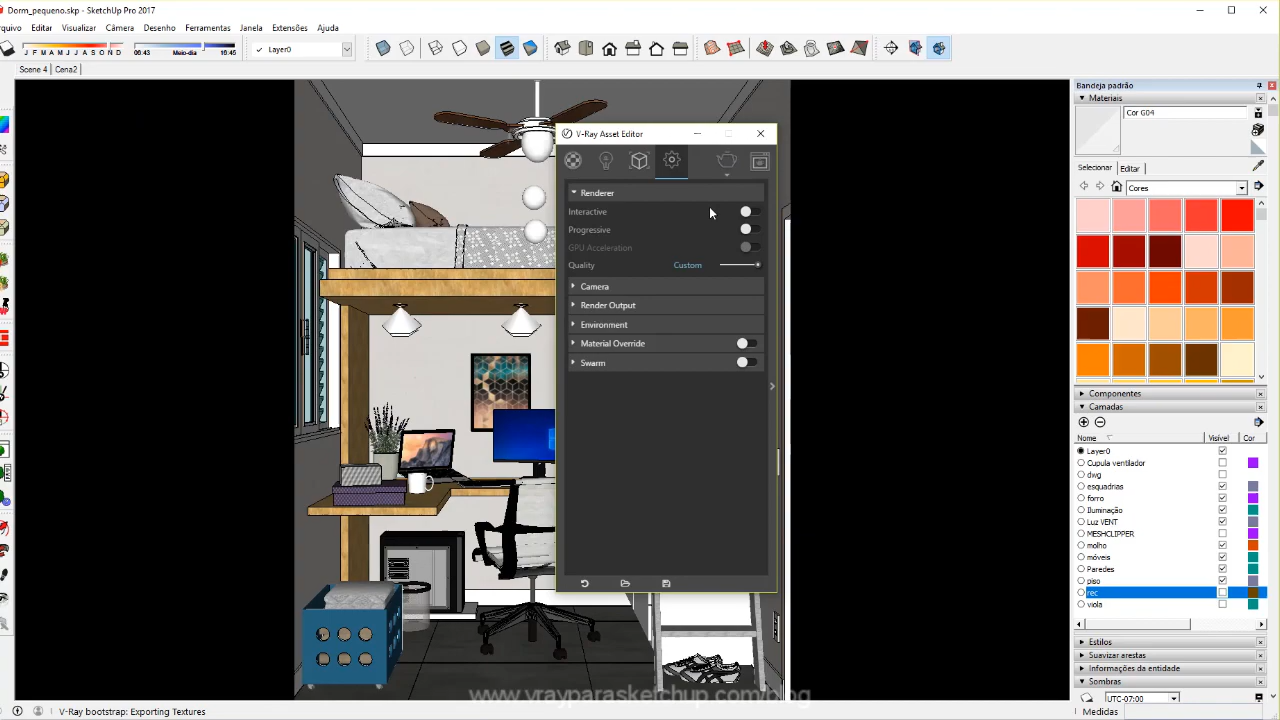 Dorm_pequeno.skp - SketchUp Pro 2017
rquivo Editar Visualizar Câmera Desenho Ferramentas Janela Extensões Ajuda
J F M A M J J A S O N D 06:43 Meio-dia 16:45 Layer0
Scene 4 Cena2
Bandeja padrão
Materiais
Cor G04
Selecionar Editar
Cores
V-Ray Asset Editor
Renderer
Interactive
Progressive
GPU Acceleration
Quality Custom
Camera
Render Output
Environment
Material Override
Swarm
Componentes
Camadas
Nome Visível Cor
Layer0
Cupula ventilador
dwg
esquadrias
forro
Iluminação
Luz VENT
MESHCLIPPER
molho
móveis
Paredes
piso
rec
viola
Estilos
Suavizar arestas
Informações da entidade
Sombras
UTC-07:00
www.vrayparasketchup.com/blog
V-Ray bootstrap: Exporting Textures
Medidas